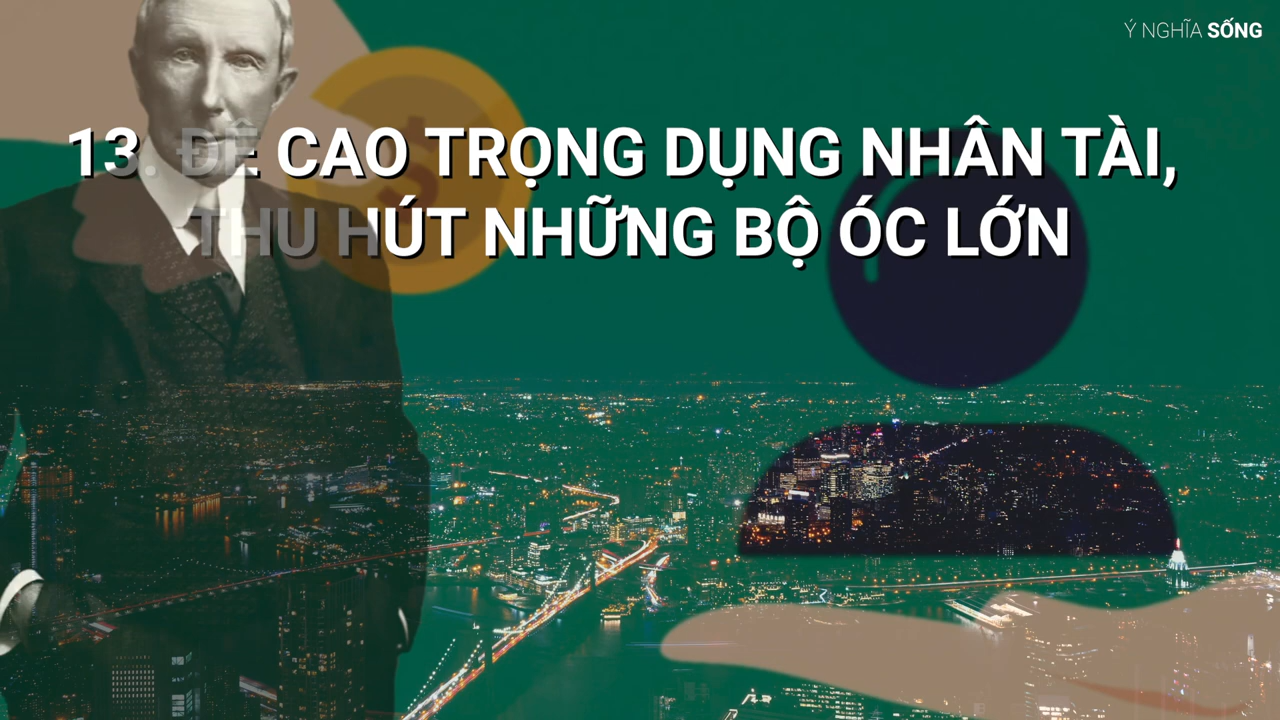 Ý NGHĨA SỐNG
13. ĐỀ CAO TRỌNG DỤNG NHÂN TÀI,
THU HÚT NHỮNG BỘ ÓC LỚN